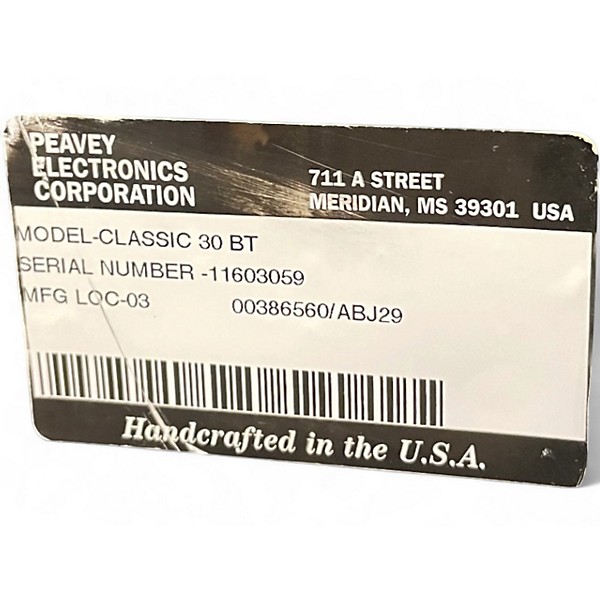 PEAVEY
ELECTRONICS
CORPORATION
711 A STREET
MERIDIAN, MS 39301 USA
MODEL-CLASSIC 30 BT
SERIAL NUMBER -11603059
MFG LOC-03 00386560/ABJ29
Handcrafted in the U.S.A.